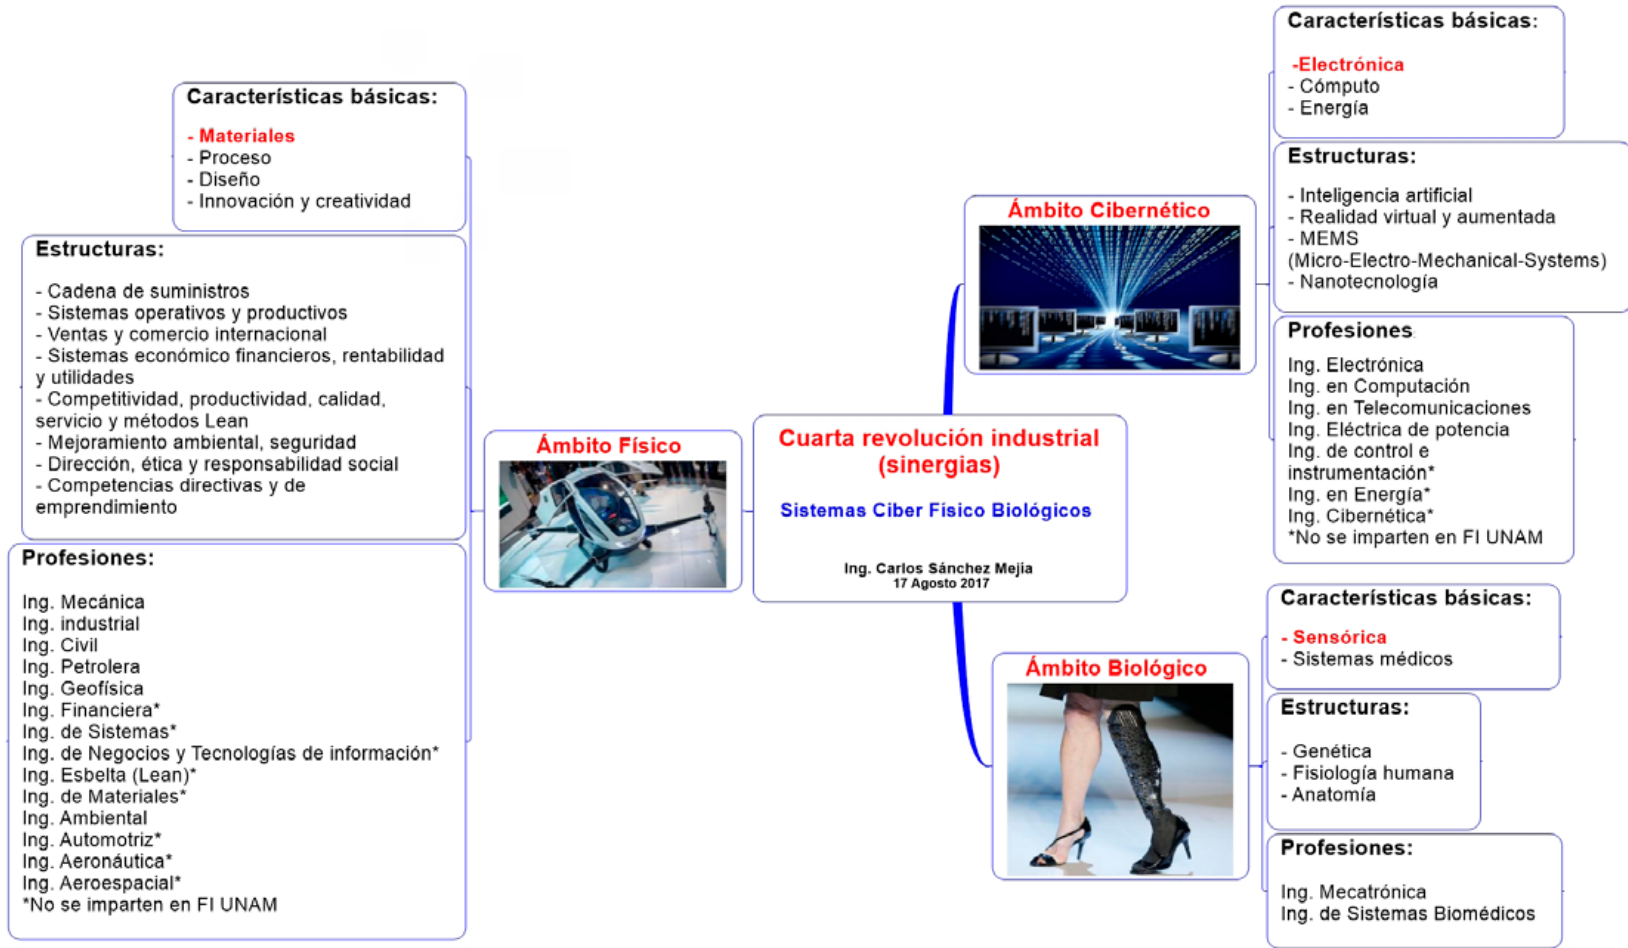 Características básicas:
- Materiales
- Proceso
- Diseño
- Innovación y creatividad
Estructuras:
- Cadena de suministros
- Sistemas operativos y productivos
- Ventas y comercio internacional
- Sistemas económico financieros, rentabilidad
y utilidades
- Competitividad, productividad, calidad,
servicio y métodos Lean
- Mejoramiento ambiental, seguridad
- Dirección, ética y responsabilidad social
- Competencias directivas y de
emprendimiento
Profesiones:
Ing. Mecánica
Ing. industrial
Ing. Civil
Ing. Petrolera
Ing. Geofísica
Ing. Financiera*
Ing. de Sistemas*
Ing. de Negocios y Tecnologías de información*
Ing. Esbelta (Lean)*
Ing. de Materiales*
Ing. Ambiental
Ing. Automotriz*
Ing. Aeronáutica*
Ing. Aeroespacial*
*No se imparten en FI UNAM
Ámbito Físico
Cuarta revolución industrial
(sinergias)
Sistemas Ciber Físico Biológicos
Ing. Carlos Sánchez Mejía
17 Agosto 2017
Ámbito Cibernético
Características básicas:
-Electrónica
- Cómputo
- Energía
Estructuras:
- Inteligencia artificial
- Realidad virtual y aumentada
- MEMS
(Micro-Electro-Mechanical-Systems)
- Nanotecnología
Profesiones
Ing. Electrónica
Ing. en Computación
Ing. en Telecomunicaciones
Ing. Eléctrica de potencia
Ing. de control e
instrumentación*
Ing. en Energía*
Ing. Cibernética*
*No se imparten en FI UNAM
Ámbito Biológico
Características básicas:
- Sensórica
- Sistemas médicos
Estructuras:
- Genética
- Fisiología humana
- Anatomía
Profesiones:
Ing. Mecatrónica
Ing. de Sistemas Biomédicos